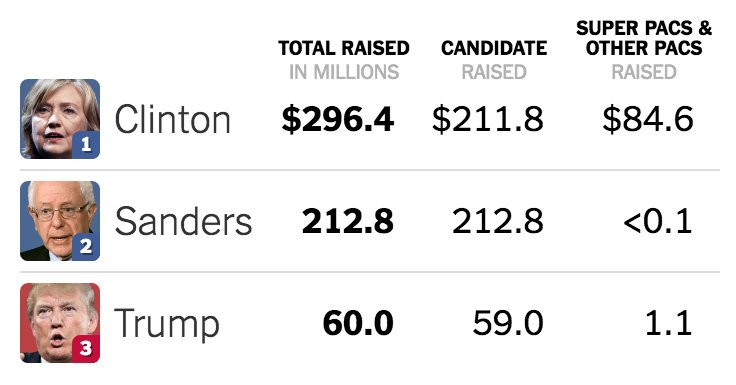 TOTAL RAISED
IN MILLIONS
CANDIDATE
RAISED
SUPER PACS &
OTHER PACS
RAISED
1
Clinton $296.4 $211.8 $84.6
2
Sanders 212.8 212.8 <0.1
3
Trump 60.0 59.0 1.1